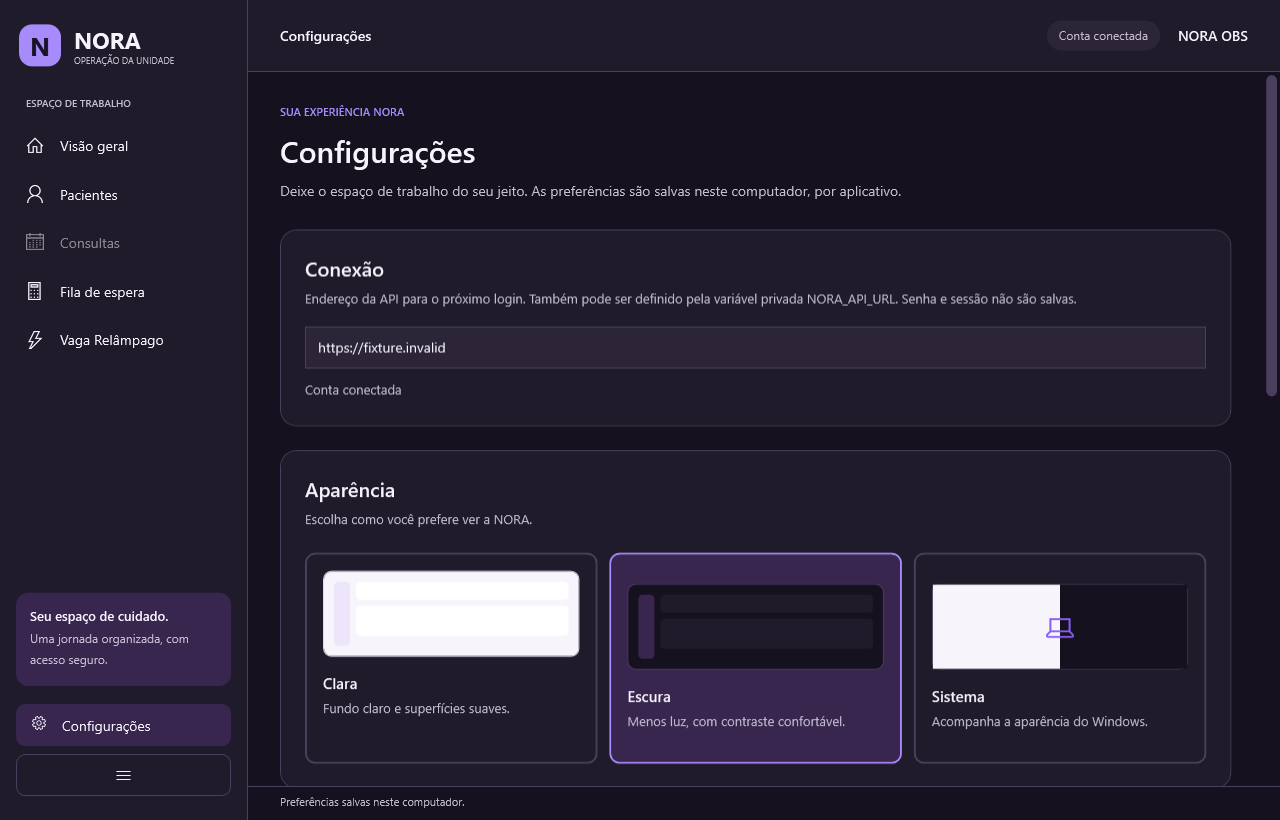 N
NORA
OPERAÇÃO DA UNIDADE
ESPAÇO DE TRABALHO
Visão geral
Pacientes
Consultas
Fila de espera
Vaga Relâmpago
Seu espaço de cuidado.
Uma jornada organizada, com
acesso seguro.
Configurações
Configurações
Conta conectada
NORA OBS
SUA EXPERIÊNCIA NORA
Configurações
Deixe o espaço de trabalho do seu jeito. As preferências são salvas neste computador, por aplicativo.
Conexão
Endereço da API para o próximo login. Também pode ser definido pela variável privada NORA_API_URL. Senha e sessão não são salvas.
https://fixture.invalid
Conta conectada
Aparência
Escolha como você prefere ver a NORA.
Clara
Fundo claro e superfícies suaves.
Escura
Menos luz, com contraste confortável.
Sistema
Acompanha a aparência do Windows.
Preferências salvas neste computador.